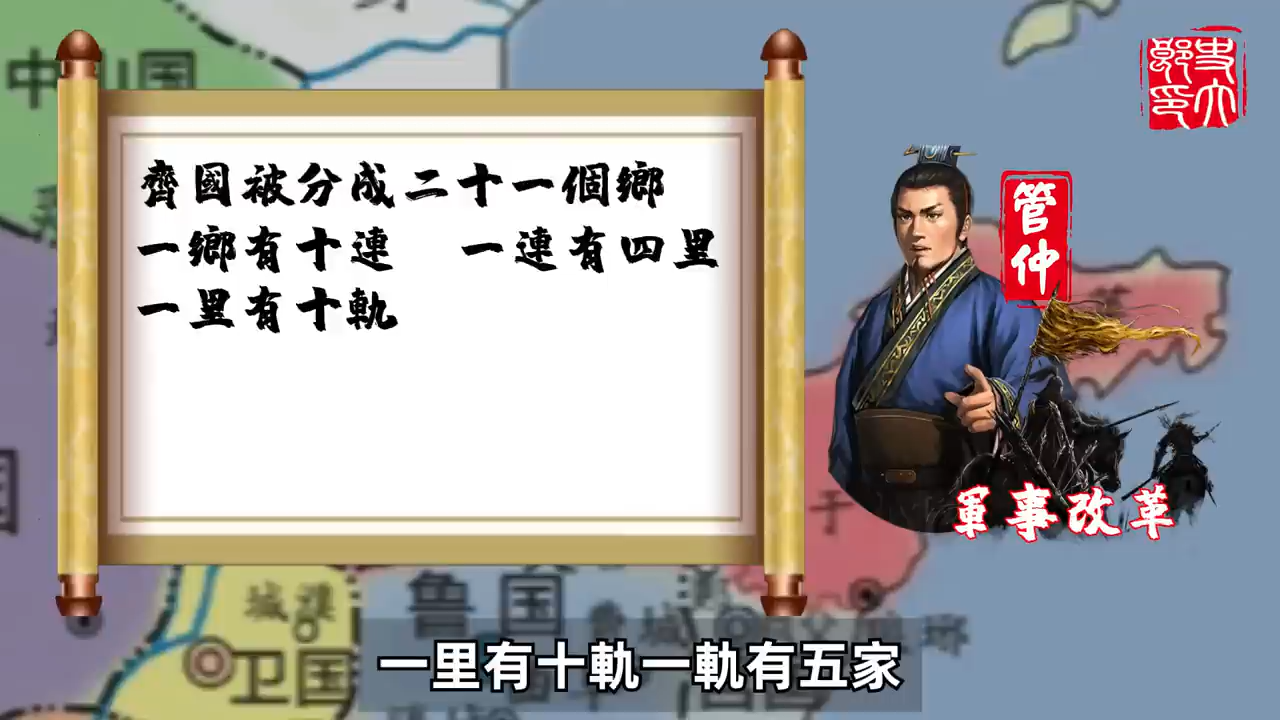 齊國被分成二十一個鄉
一鄉有十連 一連有四里
一里有十軌
管仲
軍事改革
一里有十軌一軌有五家
中山国
鲁国
卫国
城濮